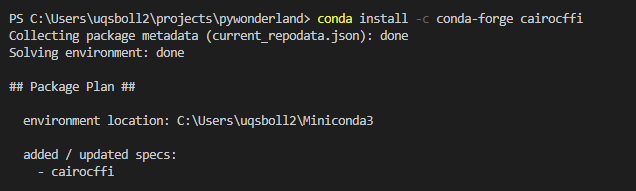 PS C:\Users\uqsboll2\projects\pywonderland> conda install -c conda-forge cairocffi
Collecting package metadata (current_repodata.json): done
Solving environment: done
## Package Plan ##
environment location: C:\Users\uqsboll2\Miniconda3
added / updated specs:
- cairocffi